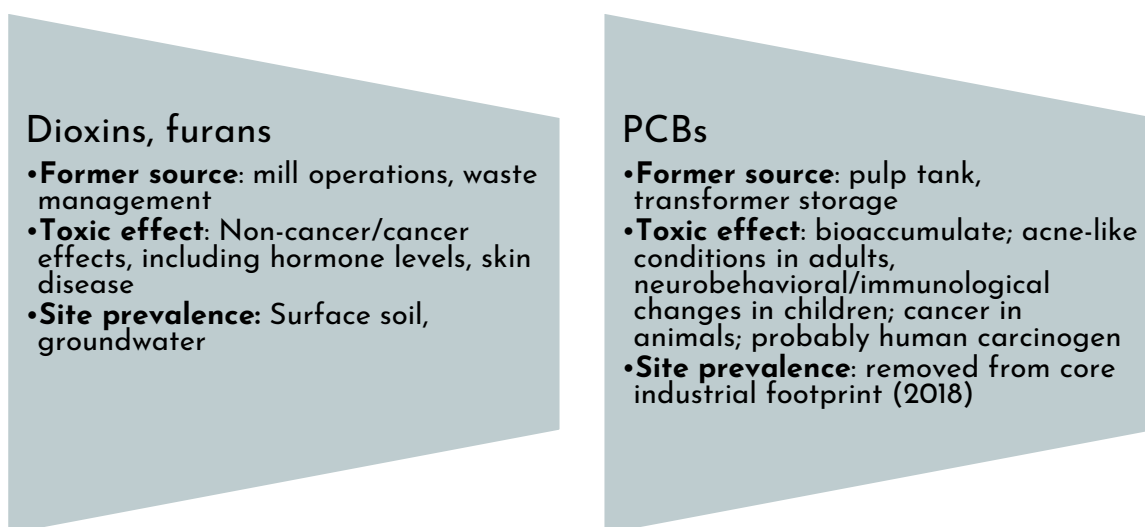 Dioxins, furans
•Former source: mill operations, waste
management
•Toxic effect: Non-cancer/cancer
effects, including hormone levels, skin
disease
•Site prevalence: Surface soil,
groundwater
PCBs
•Former source: pulp tank,
transformer storage
•Toxic effect: bioaccumulate; acne-like
conditions in adults,
neurobehavioral/immunological
changes in children; cancer in
animals; probably human carcinogen
•Site prevalence: removed from core
industrial footprint (2018)